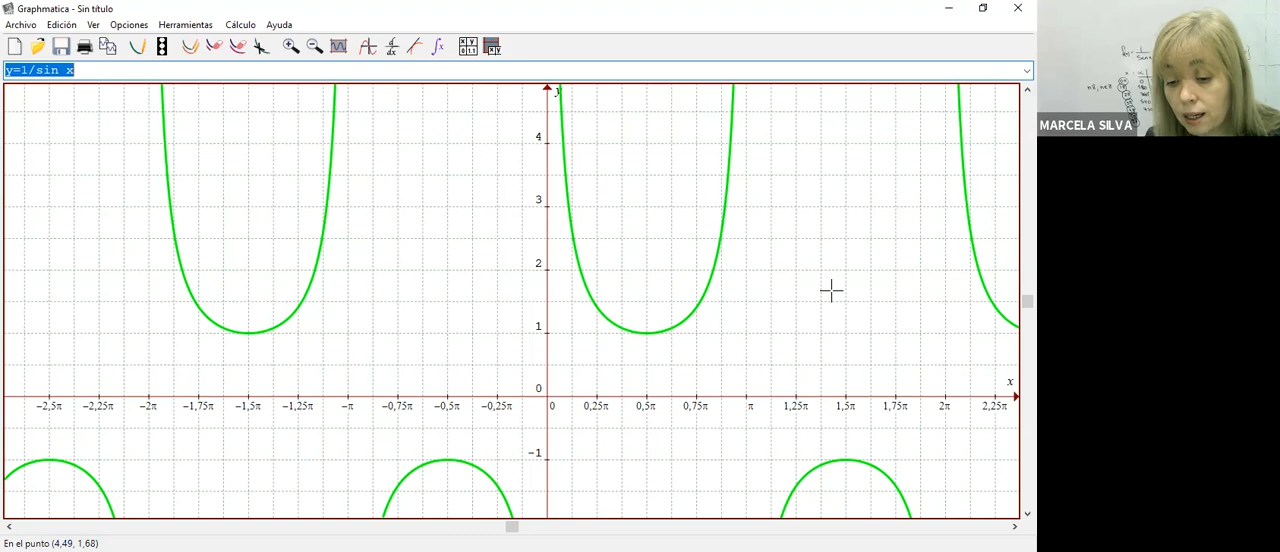 Graphmatica - Sin título
Archivo Edición Ver Opciones Herramientas Cálculo Ayuda
y=1/sin x
y
4
3
2
1
0
x
−2,5π −2,25π −2π −1,75π −1,5π −1,25π −π −0,75π −0,5π −0,25π 0 0,25π 0,5π 0,75π π 1,25π 1,5π 1,75π 2π 2,25π
−1
En el punto (4,49, 1,68)
MARCELA SILVA